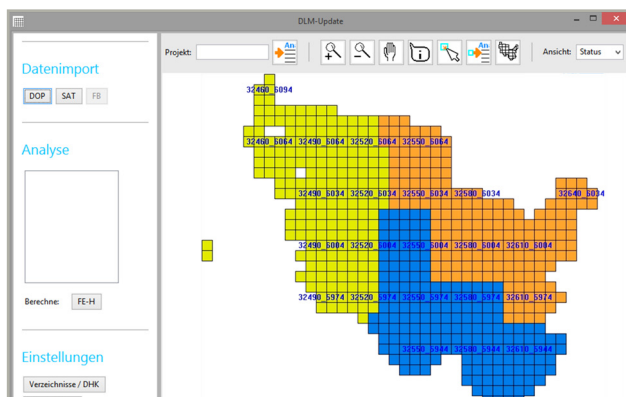 DLM-Update
Datenimport
DOP SAT FB
Analyse
Berechne: FE-H
Einstellungen
Verzeichnisse / DHK
Projekt: An An Ansicht: Status
32460_6094
32460_6064 32490_6064 32520_6064 32550_6064
32490_6034 32520_6034 32550_6034 32580_6034 32640_6034
32490_6004 32520_6004 32550_6004 32580_6004 32610_6004
32490_5974 32520_5974 32550_5974 32580_5974 32610_5974
32550_5944 32580_5944 32610_5944